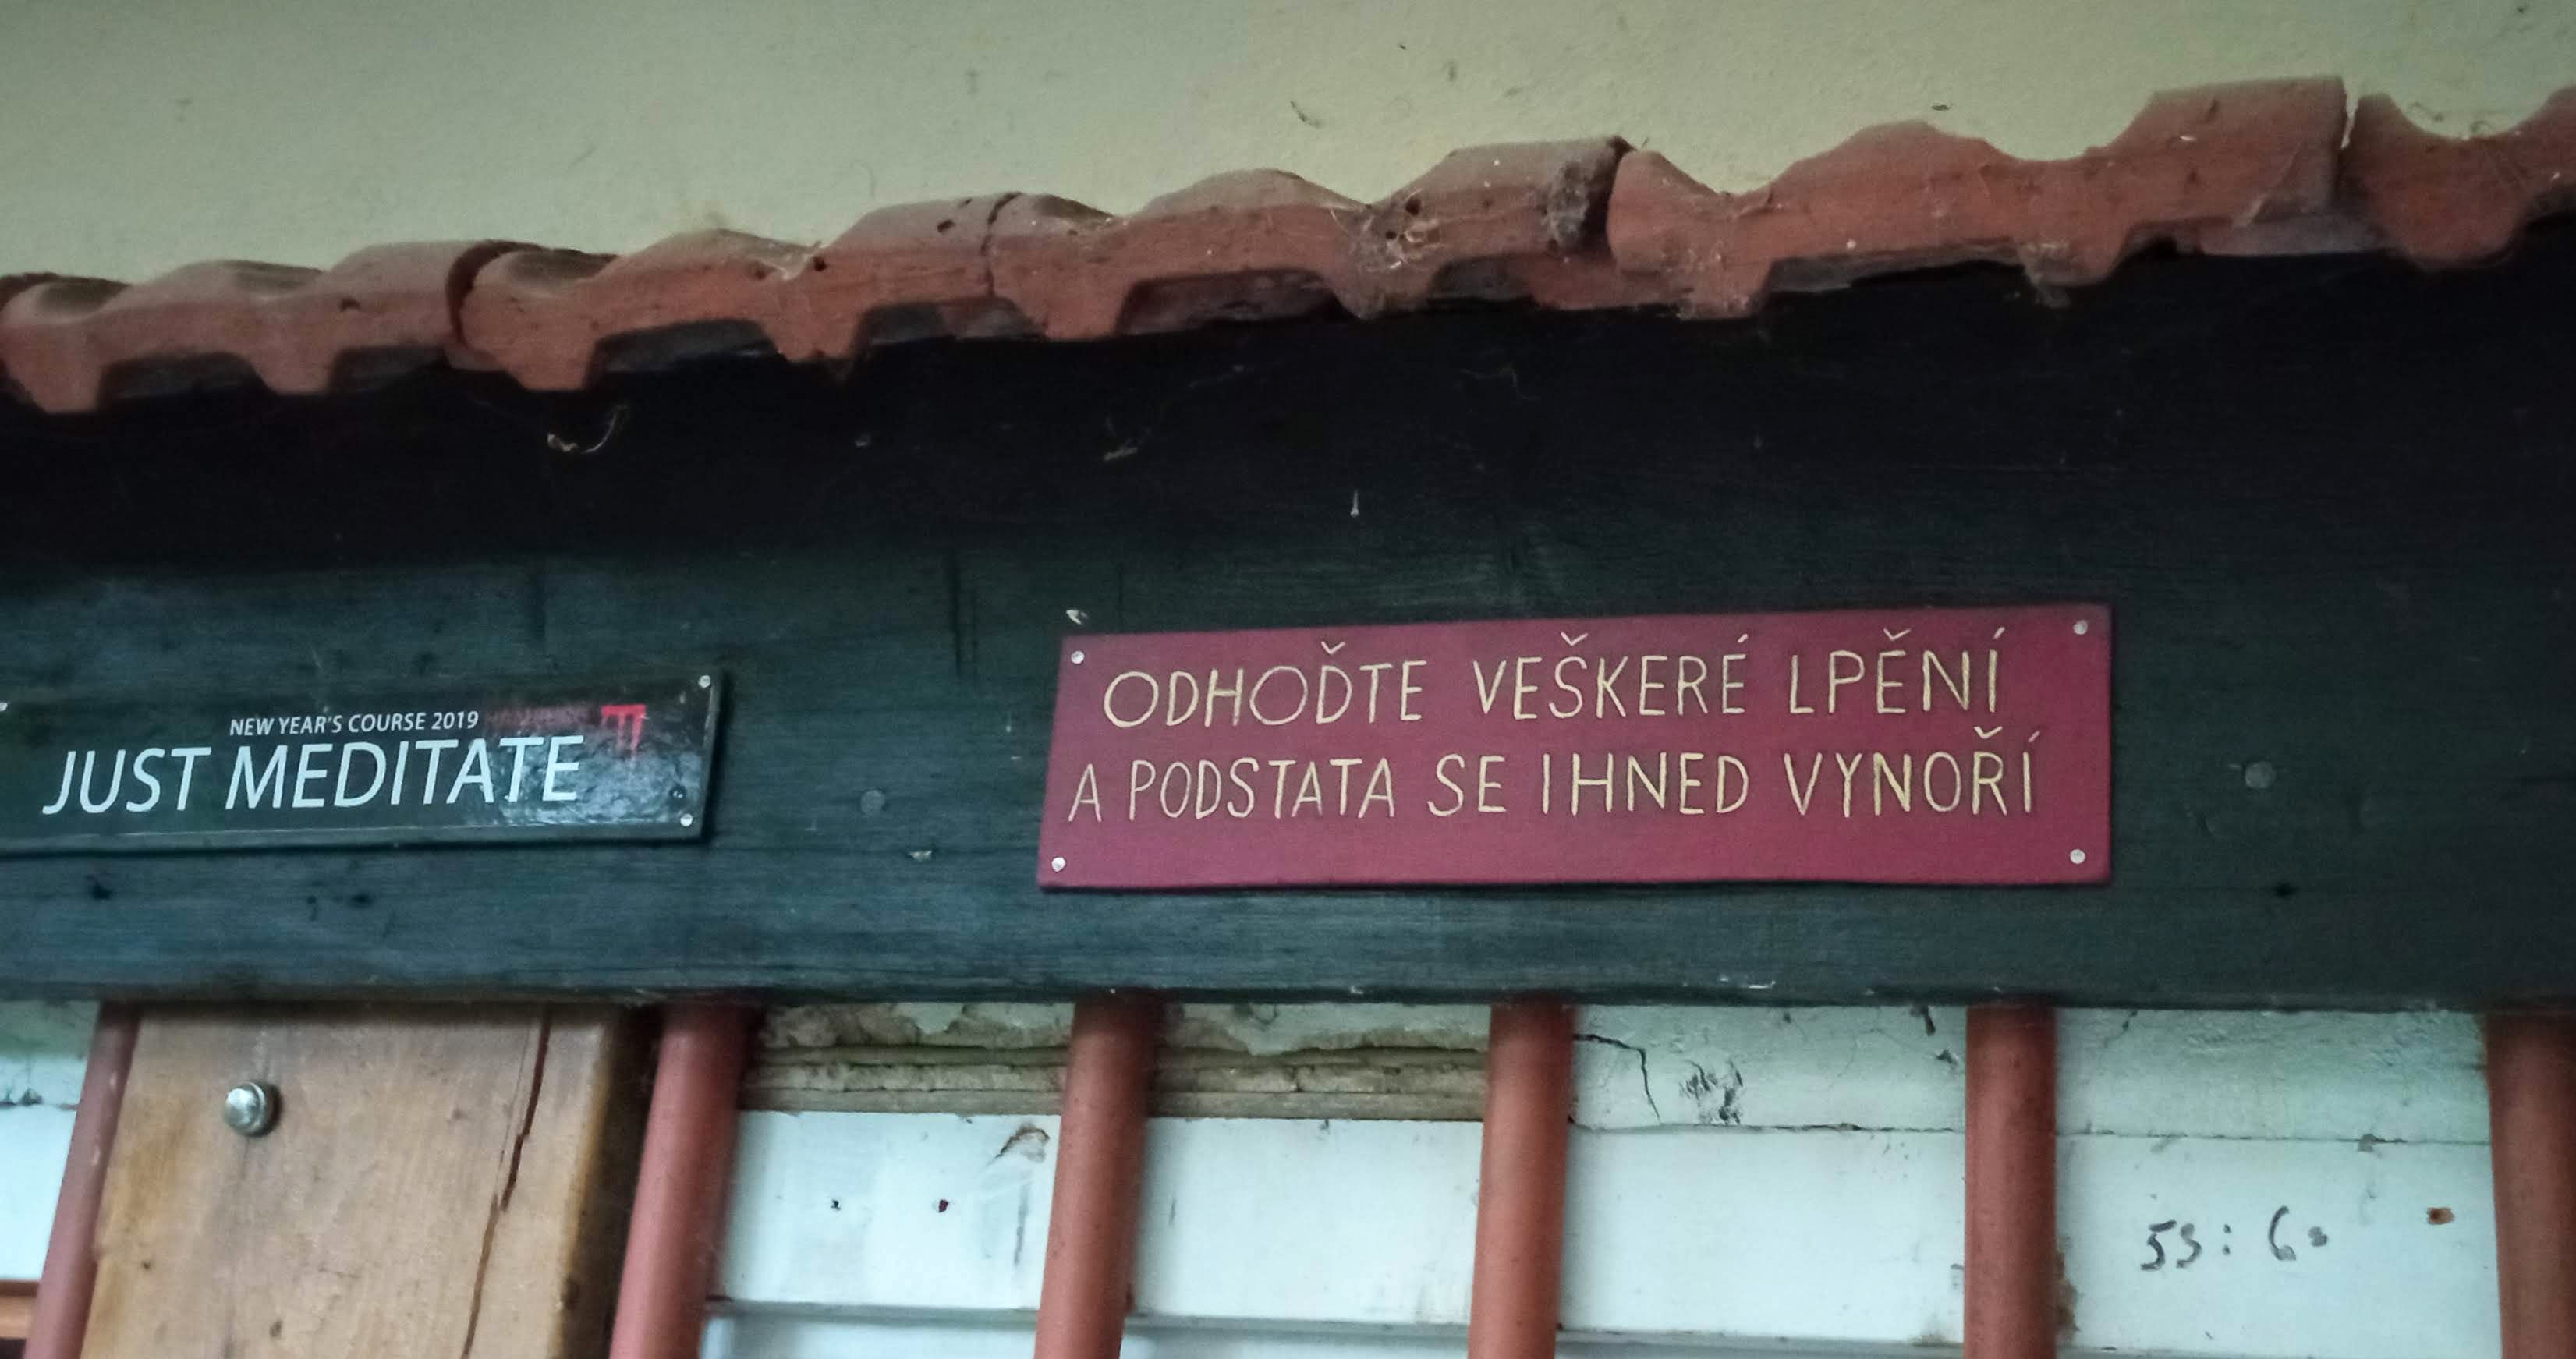 NEW YEAR'S COURSE 2019
JUST MEDITATE
ODHOĎTE VEŠKERÉ LPĚNÍ
A PODSTATA SE IHNED VYNOŘÍ